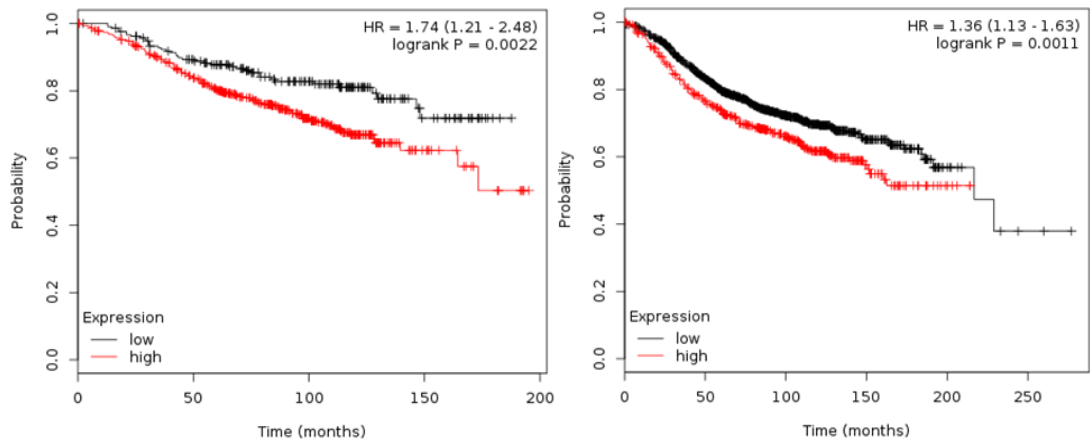 HR = 1.74 (1.21 - 2.48)
logrank P = 0.0022
Probability
1.0
0.8
0.6
0.4
0.2
0.0
Expression
low
high
0 50 100 150 200
Time (months)
HR = 1.36 (1.13 - 1.63)
logrank P = 0.0011
Probability
1.0
0.8
0.6
0.4
0.2
0.0
Expression
low
high
0 50 100 150 200 250
Time (months)